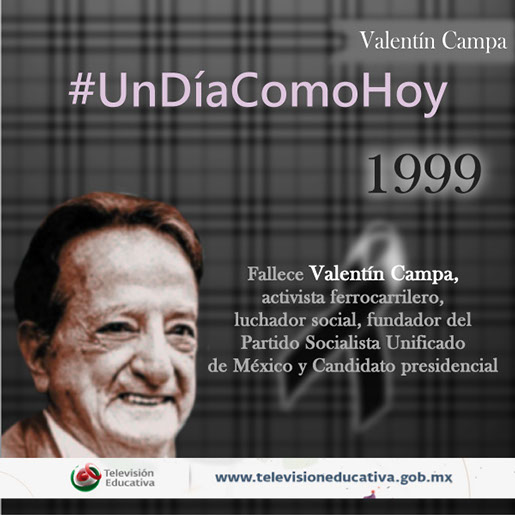 Valentín Campa
#UnDíaComoHoy
1999
Fallece Valentín Campa,
activista ferrocarrilero,
luchador social, fundador del
Partido Socialista Unificado
de México y Candidato presidencial
Televisión
Educativa
www.televisioneducativa.gob.mx